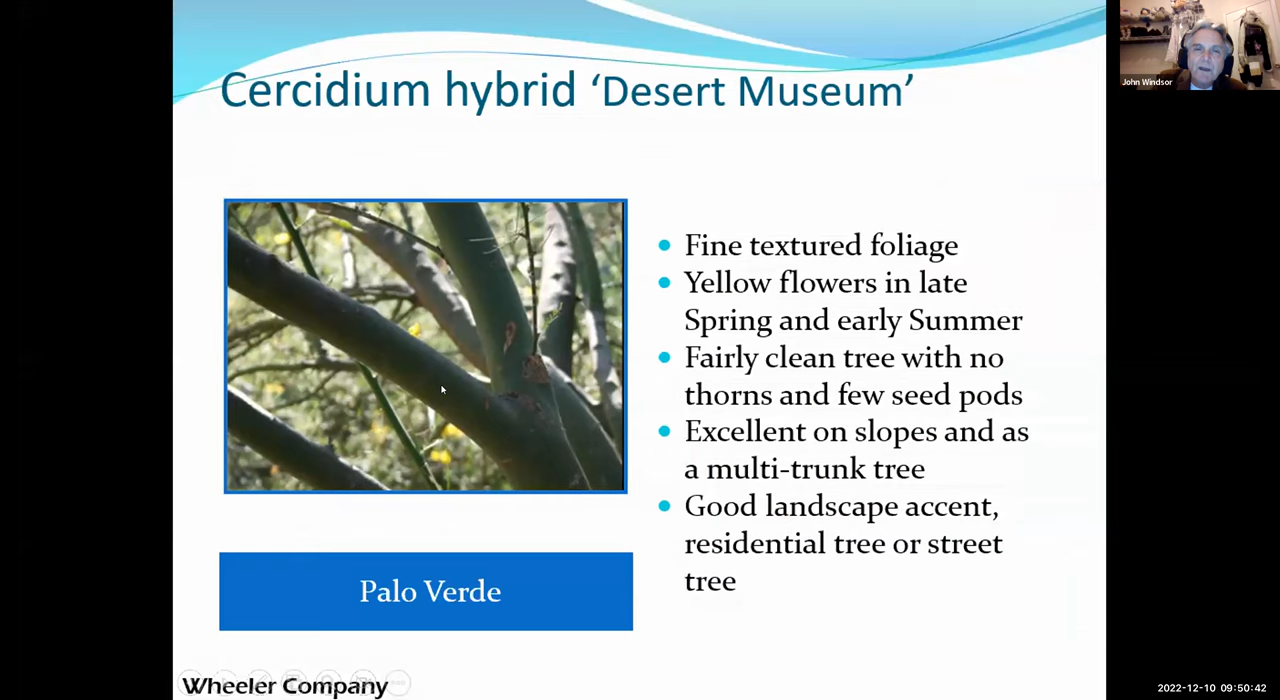 Cercidium hybrid ‘Desert Museum’
John Windsor
Fine textured foliage
Yellow flowers in late
Spring and early Summer
Fairly clean tree with no
thorns and few seed pods
Excellent on slopes and as
a multi-trunk tree
Good landscape accent,
residential tree or street
tree
Palo Verde
Wheeler Company
2022-12-10 09:50:42